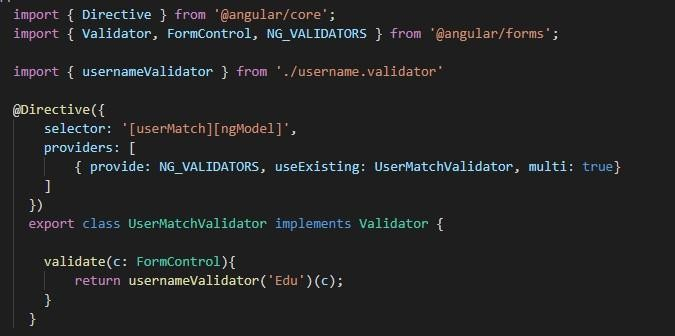 import { Directive } from '@angular/core';
import { Validator, FormControl, NG_VALIDATORS } from '@angular/forms';
import { usernameValidator } from './username.validator'
@Directive({
selector: '[userMatch][ngModel]',
providers: [
{ provide: NG_VALIDATORS, useExisting: UserMatchValidator, multi: true}
]
})
export class UserMatchValidator implements Validator {
validate(c: FormControl){
return usernameValidator('Edu')(c);
}
}